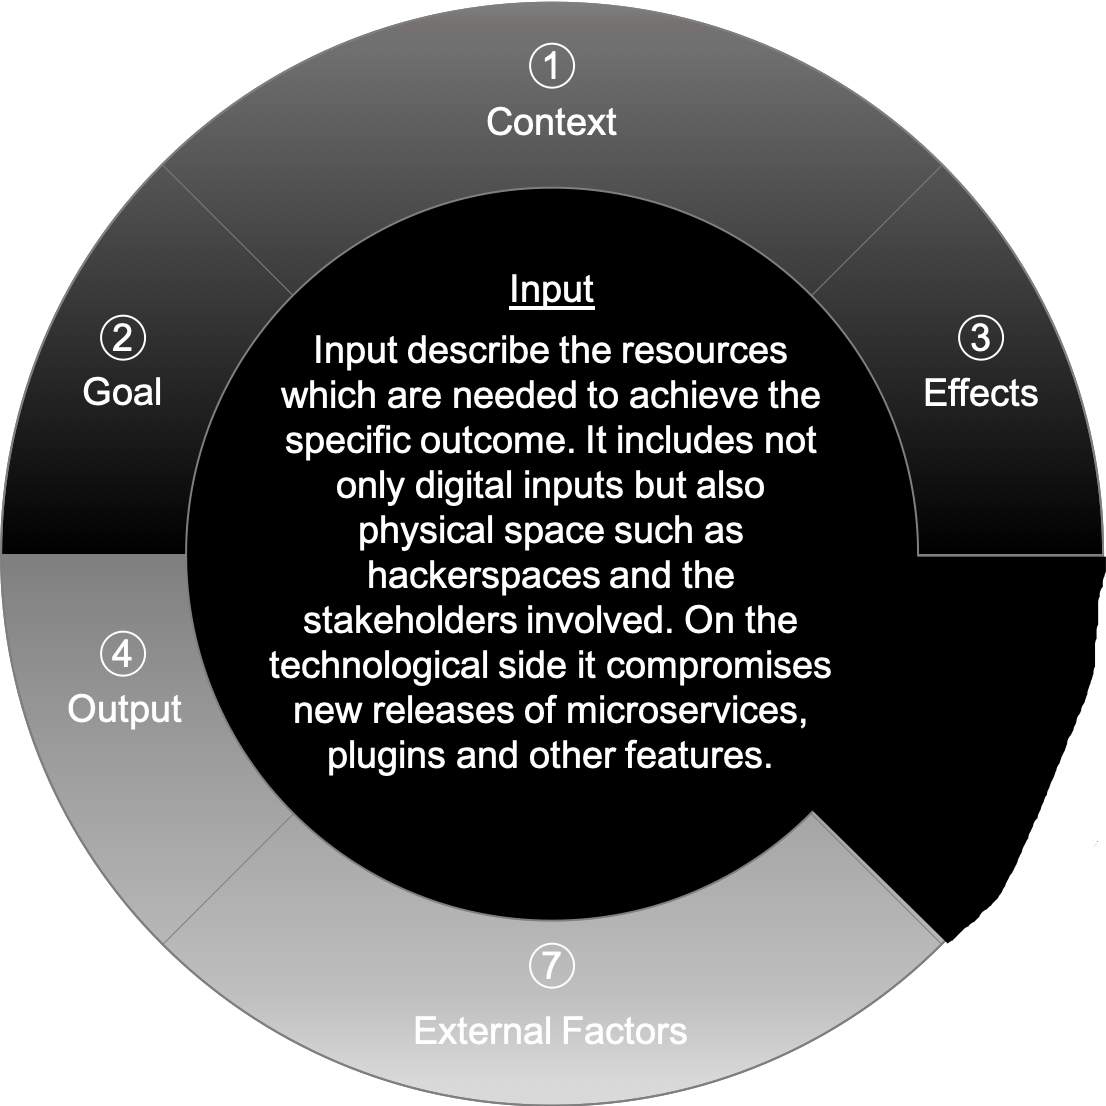 ①
Context
②
Goal
③
Effects
Input
Input describe the resources
which are needed to achieve the
specific outcome. It includes not
only digital inputs but also
physical space such as
hackerspaces and the
stakeholders involved. On the
technological side it compromises
new releases of microservices,
plugins and other features.
④
Output
⑦
External Factors